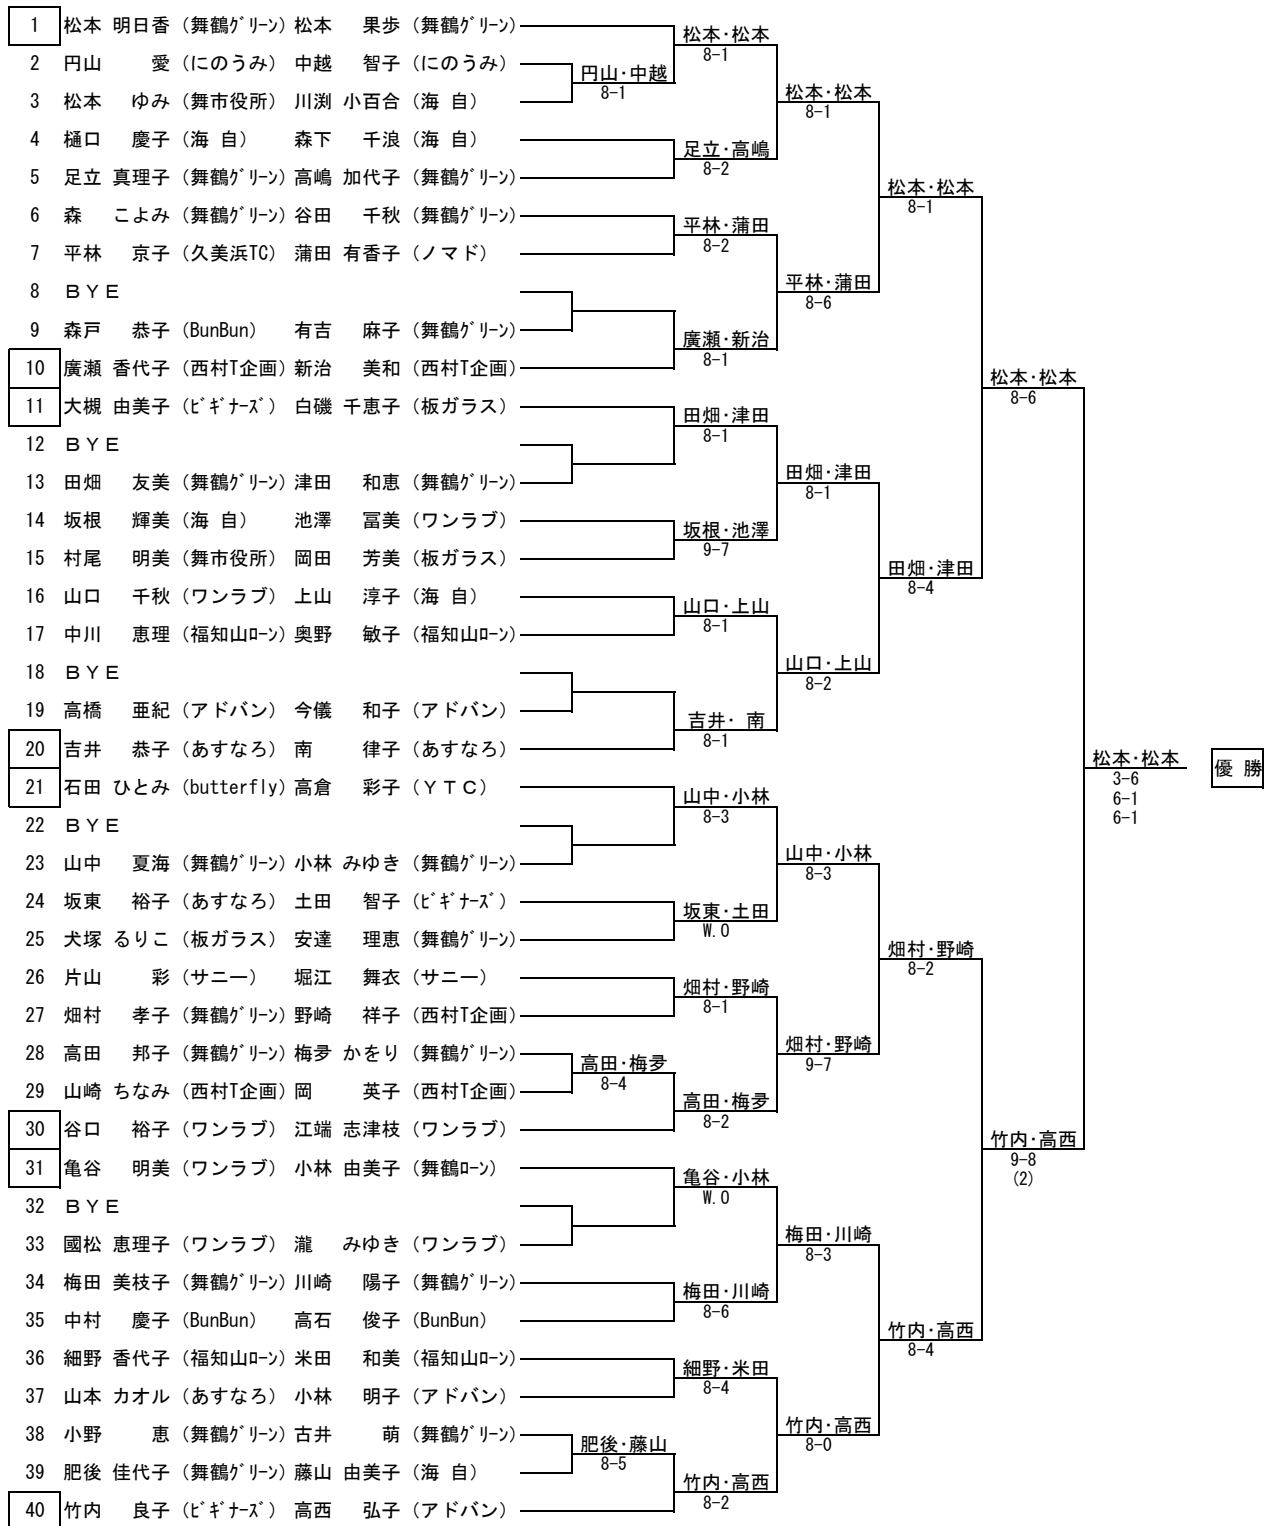 1 松本 明日香 (舞鶴グリーン) 松本 果歩 (舞鶴グリーン)
2 円山 愛 (にのうみ) 中越 智子 (にのうみ)
3 松本 ゆみ (舞市役所) 川渕 小百合 (海 自)
4 樋口 慶子 (海 自) 森下 千浪 (海 自)
5 足立 真理子 (舞鶴グリーン) 高嶋 加代子 (舞鶴グリーン)
6 森 こよみ (舞鶴グリーン) 谷田 千秋 (舞鶴グリーン)
7 平林 京子 (久美浜TC) 蒲田 有香子 (ノマド)
8 BYE
9 森戸 恭子 (BunBun) 有吉 麻子 (舞鶴グリーン)
10 廣瀬 香代子 (西村T企画) 新治 美和 (西村T企画)
11 大槻 由美子 (ビギナーズ) 白磯 千恵子 (板ガラス)
12 BYE
13 田畑 友美 (舞鶴グリーン) 津田 和恵 (舞鶴グリーン)
14 坂根 輝美 (海 自) 池澤 冨美 (ワンラブ)
15 村尾 明美 (舞市役所) 岡田 芳美 (板ガラス)
16 山口 千秋 (ワンラブ) 上山 淳子 (海 自)
17 中川 恵理 (福知山ローン) 奥野 敏子 (福知山ローン)
18 BYE
19 高橋 亜紀 (アドバン) 今儀 和子 (アドバン)
20 吉井 恭子 (あすなろ) 南 律子 (あすなろ)
21 石田 ひとみ (butterfly) 高倉 彩子 (YTC)
22 BYE
23 山中 夏海 (舞鶴グリーン) 小林 みゆき (舞鶴グリーン)
24 坂東 裕子 (あすなろ) 土田 智子 (ビギナーズ)
25 犬塚 るりこ (板ガラス) 安達 理恵 (舞鶴グリーン)
26 片山 彩 (サニー) 堀江 舞衣 (サニー)
27 畑村 孝子 (舞鶴グリーン) 野崎 祥子 (西村T企画)
28 高田 邦子 (舞鶴グリーン) 梅夛 かをり (舞鶴グリーン)
29 山崎 ちなみ (西村T企画) 岡 英子 (西村T企画)
30 谷口 裕子 (ワンラブ) 江端 志津枝 (ワンラブ)
31 亀谷 明美 (ワンラブ) 小林 由美子 (舞鶴ローン)
32 BYE
33 國松 恵理子 (ワンラブ) 瀧 みゆき (ワンラブ)
34 梅田 美枝子 (舞鶴グリーン) 川崎 陽子 (舞鶴グリーン)
35 中村 慶子 (BunBun) 高石 俊子 (BunBun)
36 細野 香代子 (福知山ローン) 米田 和美 (福知山ローン)
37 山本 カオル (あすなろ) 小林 明子 (アドバン)
38 小野 恵 (舞鶴グリーン) 古井 萌 (舞鶴グリーン)
39 肥後 佳代子 (舞鶴グリーン) 藤山 由美子 (海 自)
40 竹内 良子 (ビギナーズ) 高西 弘子 (アドバン)
円山・中越
8-1
高田・梅夛
8-4
肥後・藤山
8-5
松本・松本
8-1
足立・高嶋
8-2
平林・蒲田
8-2
廣瀬・新治
8-1
田畑・津田
8-1
坂根・池澤
9-7
山口・上山
8-1
吉井・ 南
8-1
山中・小林
8-3
坂東・土田
W.O
畑村・野崎
8-1
高田・梅夛
8-2
亀谷・小林
W.O
梅田・川崎
8-6
細野・米田
8-4
竹内・高西
8-2
松本・松本
8-1
平林・蒲田
8-6
田畑・津田
8-1
山口・上山
8-2
山中・小林
8-3
畑村・野崎
9-7
梅田・川崎
8-3
竹内・高西
8-0
松本・松本
8-1
田畑・津田
8-4
畑村・野崎
8-2
竹内・高西
8-4
松本・松本
8-6
竹内・高西
9-8
(2)
松本・松本
3-6
6-1
6-1
優 勝